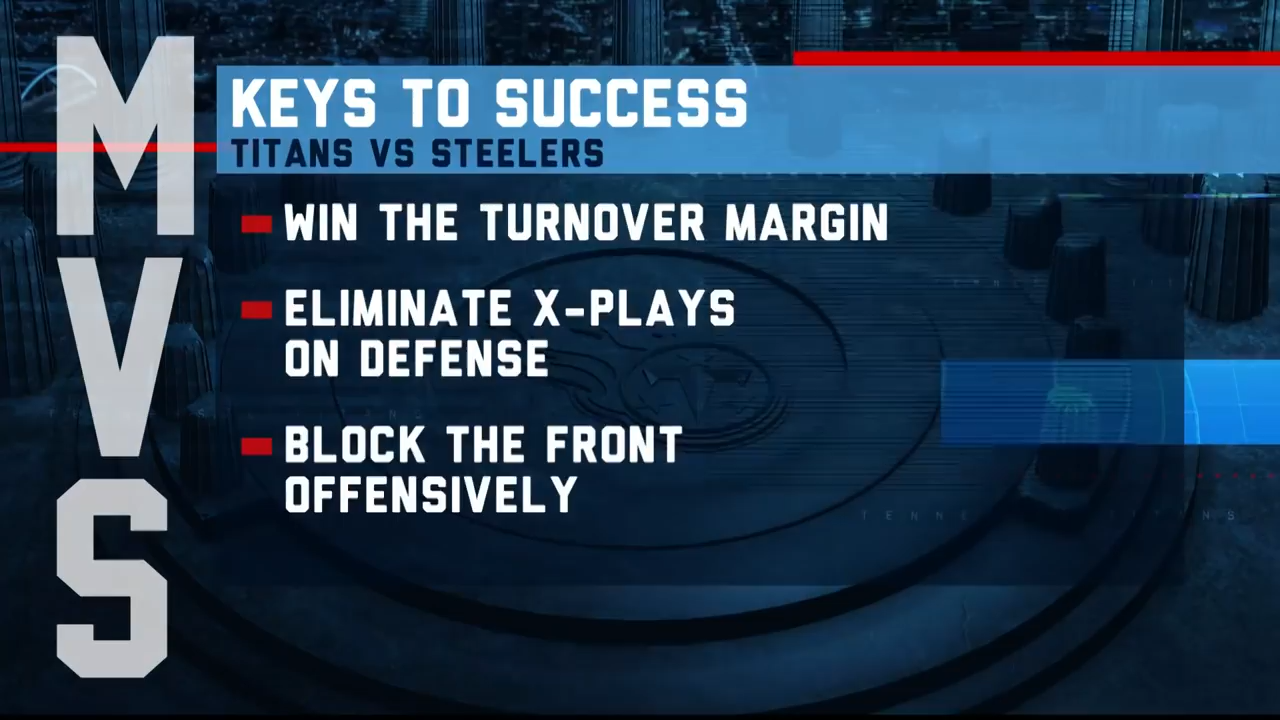 MVS
KEYS TO SUCCESS
TITANS VS STEELERS
WIN THE TURNOVER MARGIN
ELIMINATE X-PLAYS
ON DEFENSE
BLOCK THE FRONT
OFFENSIVELY